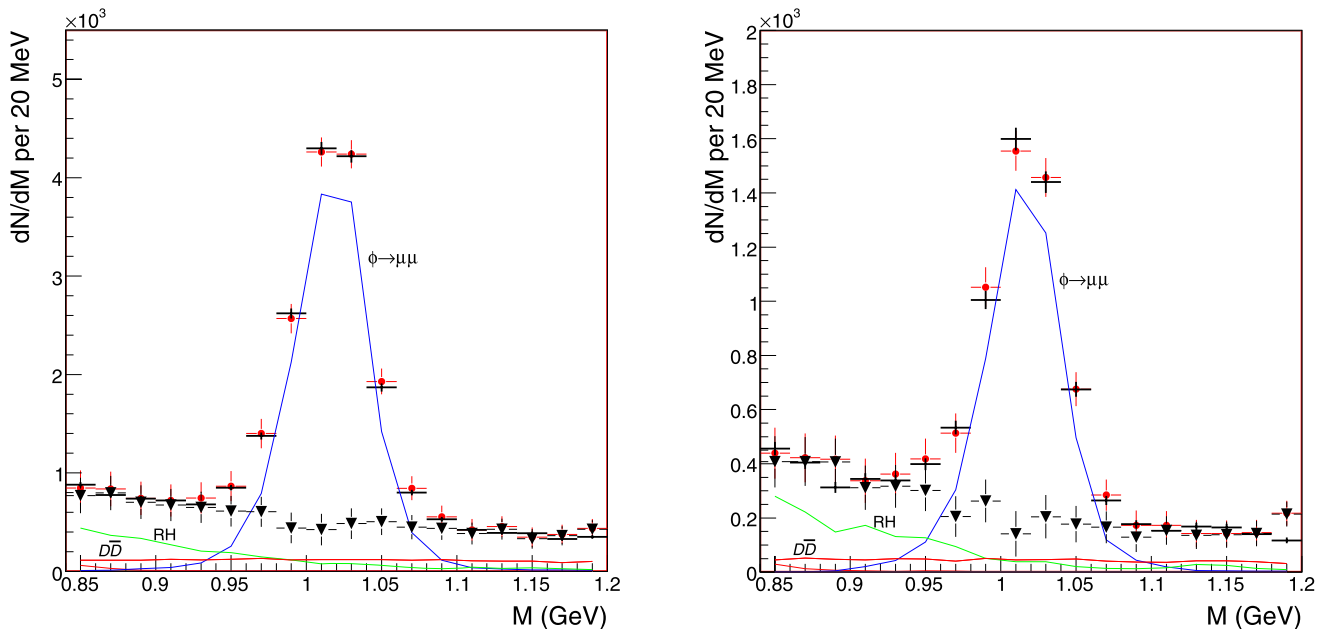 ×10³
dN/dM per 20 MeV
5
4
3
2
1
0
φ→μμ
RH
DD̅
0.85 0.9 0.95 1 1.05 1.1 1.15 1.2
M (GeV)
×10³
dN/dM per 20 MeV
2
1.8
1.6
1.4
1.2
1
0.8
0.6
0.4
0.2
0
φ→μμ
RH
DD̅
0.85 0.9 0.95 1 1.05 1.1 1.15 1.2
M (GeV)